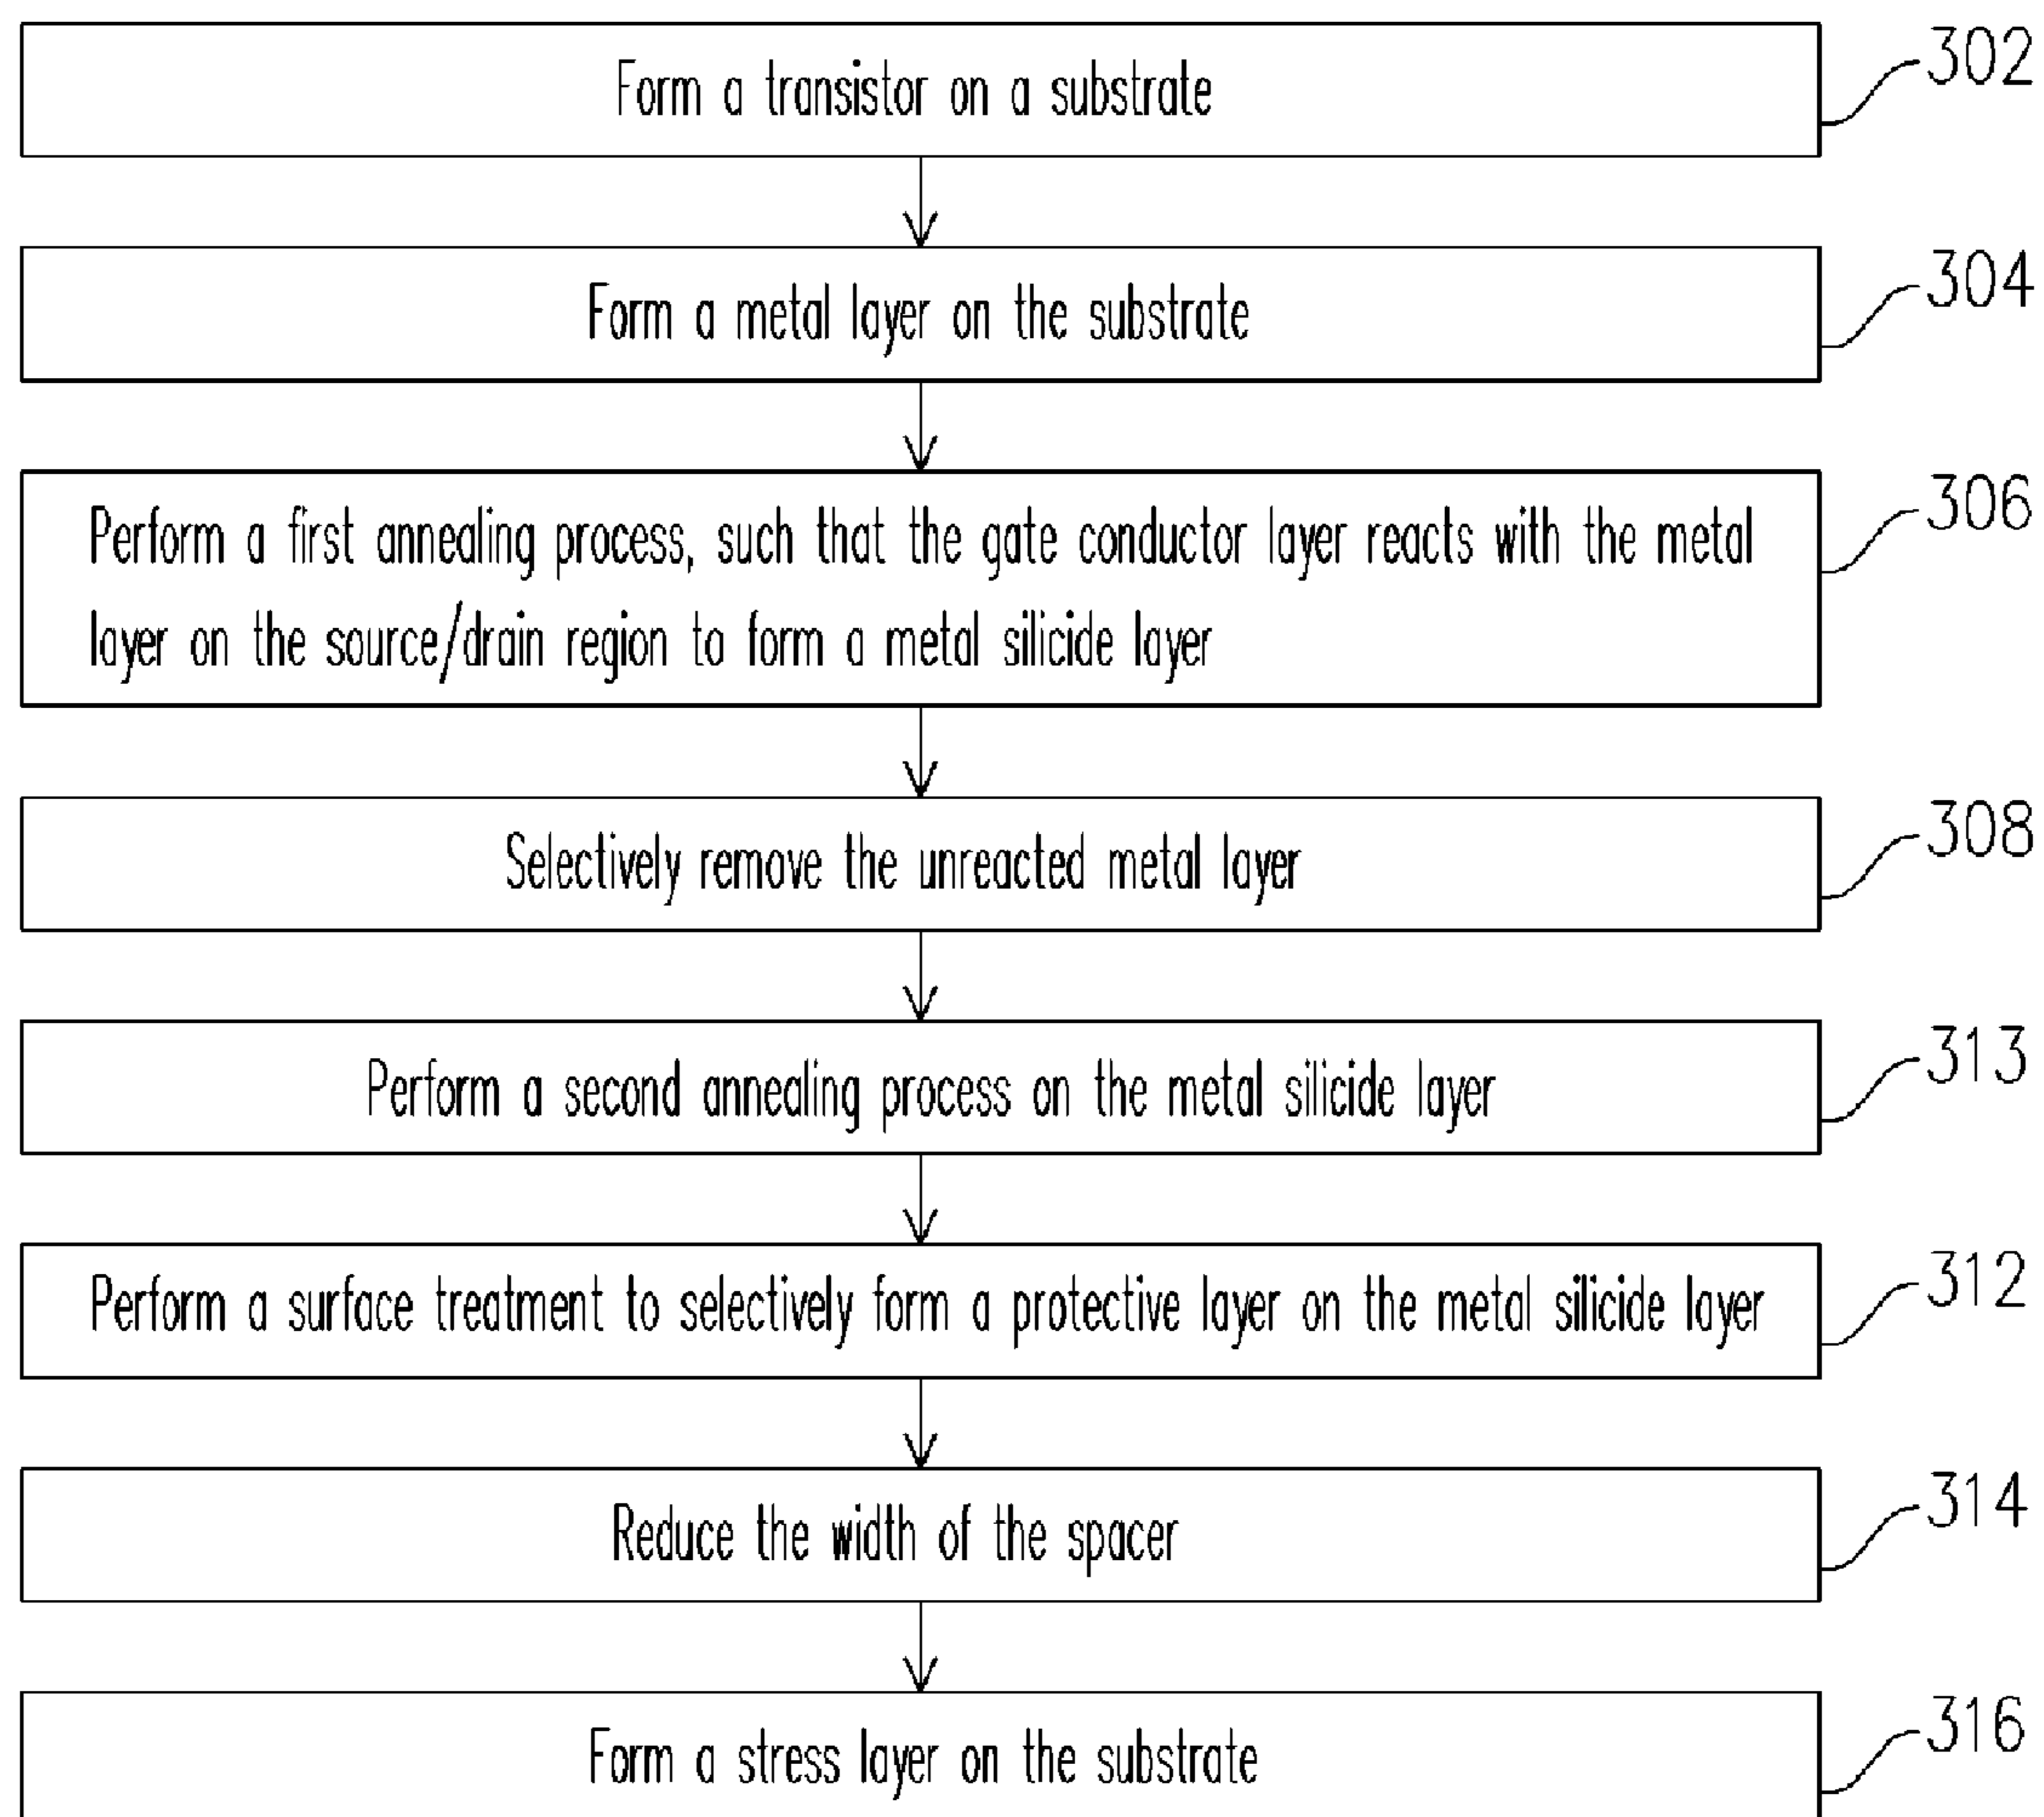 Form a transistor on a substrate
302
Form a metal layer on the substrate
304
Perform a first annealing process, such that the gate conductor layer reacts with the metal
layer on the source/drain region to form a metal silicide layer
306
Selectively remove the unreacted metal layer
308
Perform a second annealing process on the metal silicide layer
313
Perform a surface treatment to selectively form a protective layer on the metal silicide layer
312
Reduce the width of the spacer
314
Form a stress layer on the substrate
316